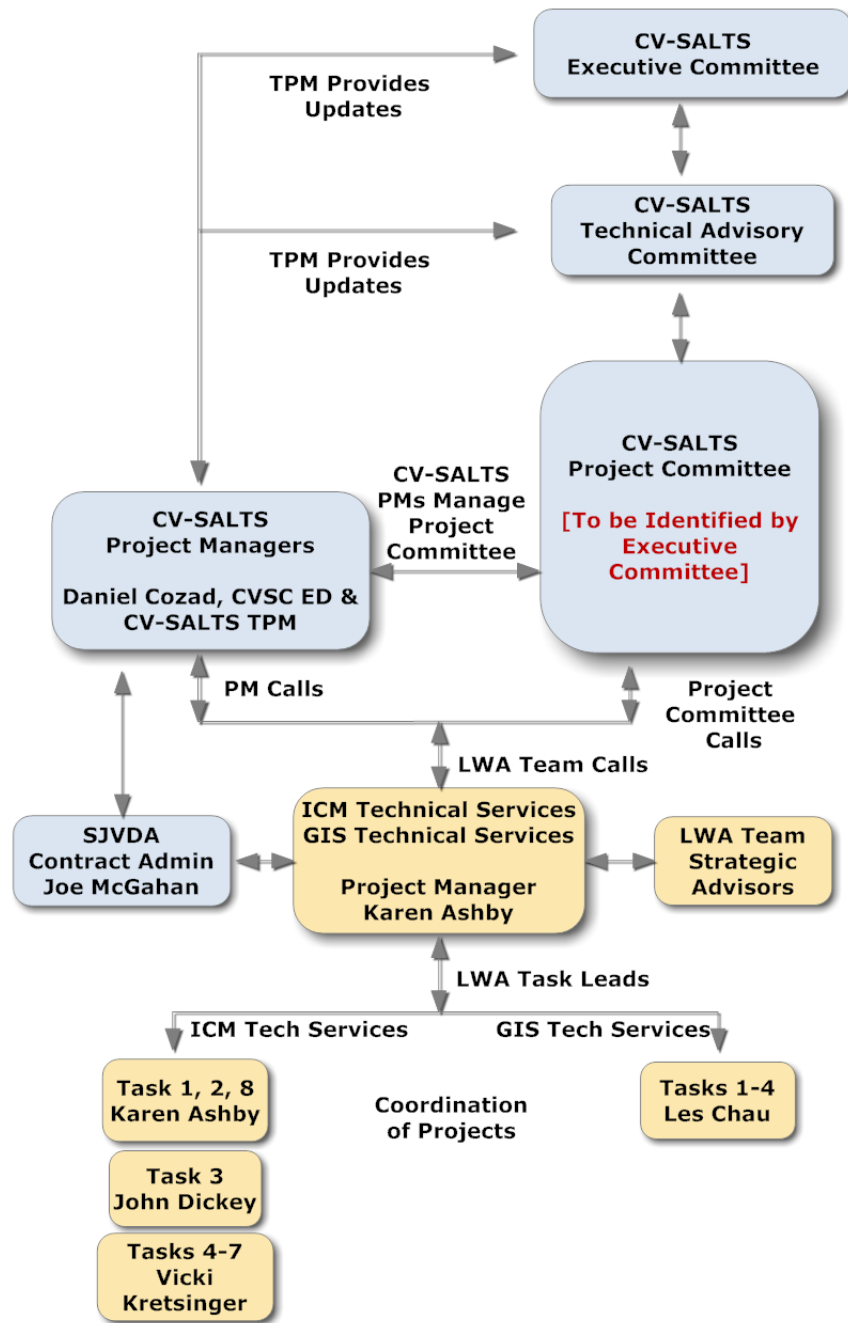 CV-SALTS
Executive Committee
TPM Provides
Updates
CV-SALTS
Technical Advisory
Committee
TPM Provides
Updates
CV-SALTS
Project Committee
[To be Identified by
Executive
Committee]
CV-SALTS
PMs Manage
Project
Committee
CV-SALTS
Project Managers
Daniel Cozad, CVSC ED &
CV-SALTS TPM
PM Calls
Project
Committee
Calls
LWA Team Calls
SJVDA
Contract Admin
Joe McGahan
ICM Technical Services
GIS Technical Services
Project Manager
Karen Ashby
LWA Team
Strategic
Advisors
LWA Task Leads
ICM Tech Services
GIS Tech Services
Task 1, 2, 8
Karen Ashby
Coordination
of Projects
Tasks 1-4
Les Chau
Task 3
John Dickey
Tasks 4-7
Vicki
Kretsinger